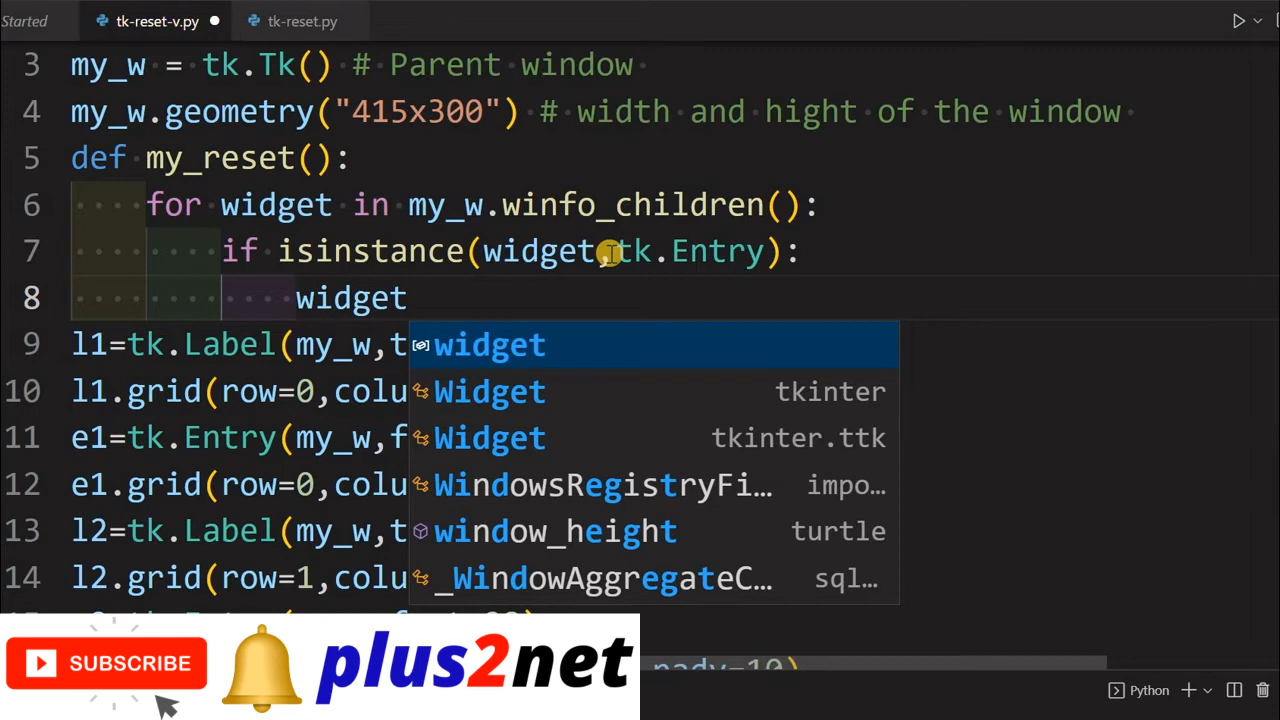 Started tk-reset-v.py tk-reset.py
3 my_w = tk.Tk() # Parent window
4 my_w.geometry("415x300") # width and hight of the window
5 def my_reset():
6 for widget in my_w.winfo_children():
7 if isinstance(widget,tk.Entry):
8 widget
9 l1=tk.Label(my_w,t
widget
10 l1.grid(row=0,colu
Widget tkinter
11 e1=tk.Entry(my_w,f
Widget tkinter.ttk
12 e1.grid(row=0,colu
WindowsRegistryFi... impo...
13 l2=tk.Label(my_w,t
window_height turtle
14 l2.grid(row=1,colu
_WindowAggregateC... sql...
SUBSCRIBE
plus2net
pady=10)
Python